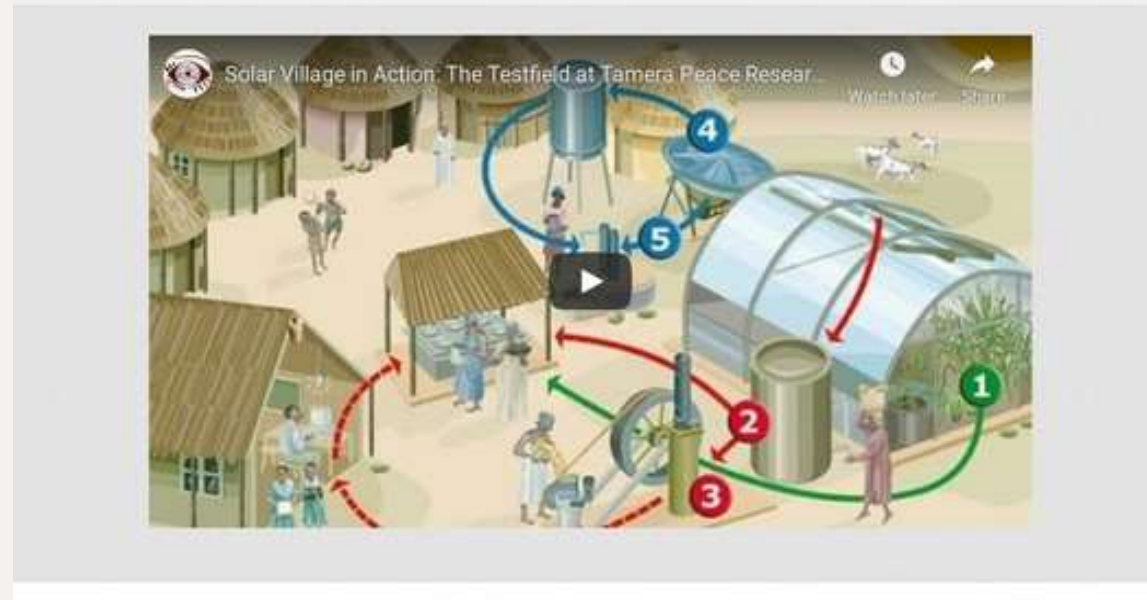 Solar Village in Action. The Testfield at Tamera Peace Resear...
Watch later
Share
4
5
1
2
3